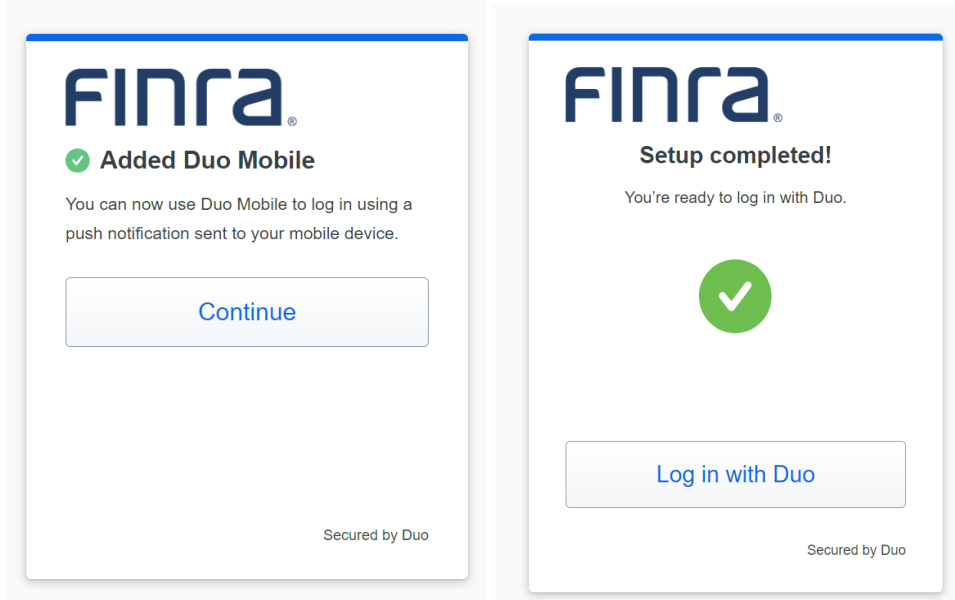 FINRA®
Added Duo Mobile
You can now use Duo Mobile to log in using a
push notification sent to your mobile device.
Continue
Secured by Duo
FINRA®
Setup completed!
You’re ready to log in with Duo.
Log in with Duo
Secured by Duo